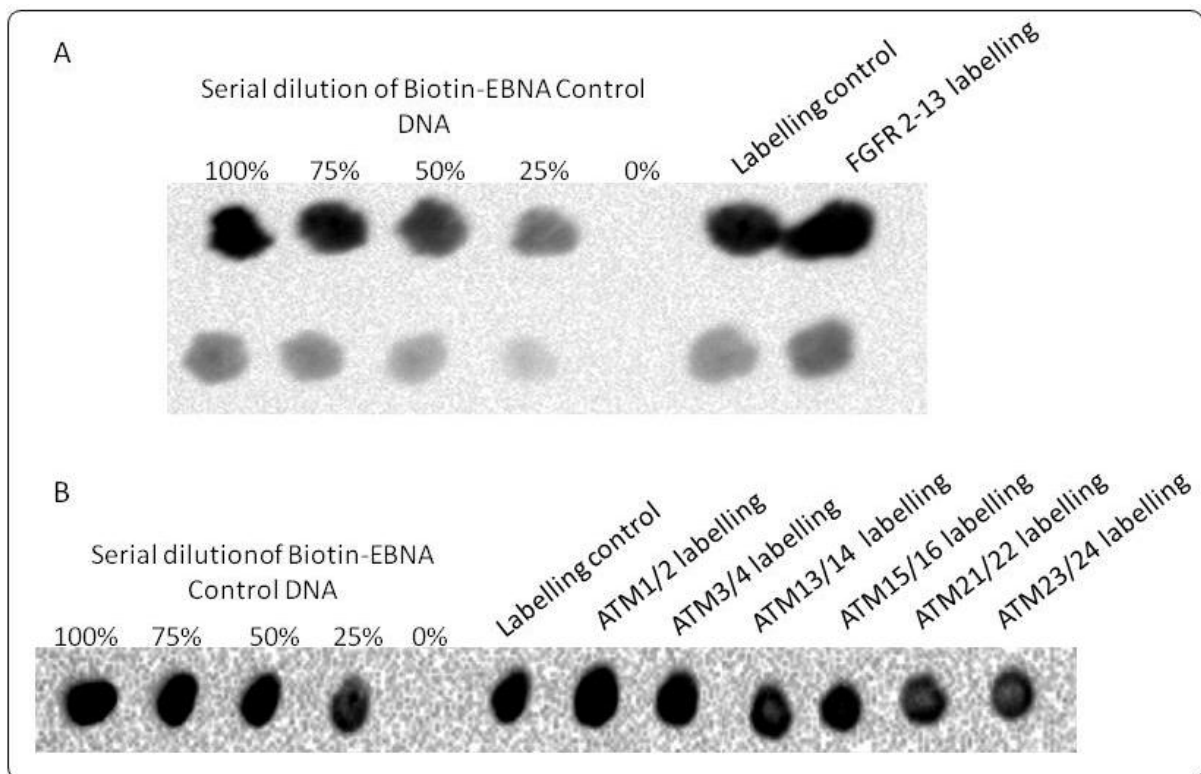 A
Serial dilution of Biotin-EBNA Control
DNA
100% 75% 50% 25% 0%
Labelling control
FGFR 2-13 labelling
B
Serial dilutionof Biotin-EBNA
Control DNA
100% 75% 50% 25% 0%
Labelling control
ATM1/2 labelling
ATM3/4 labelling
ATM13/14 labelling
ATM15/16 labelling
ATM21/22 labelling
ATM23/24 labelling